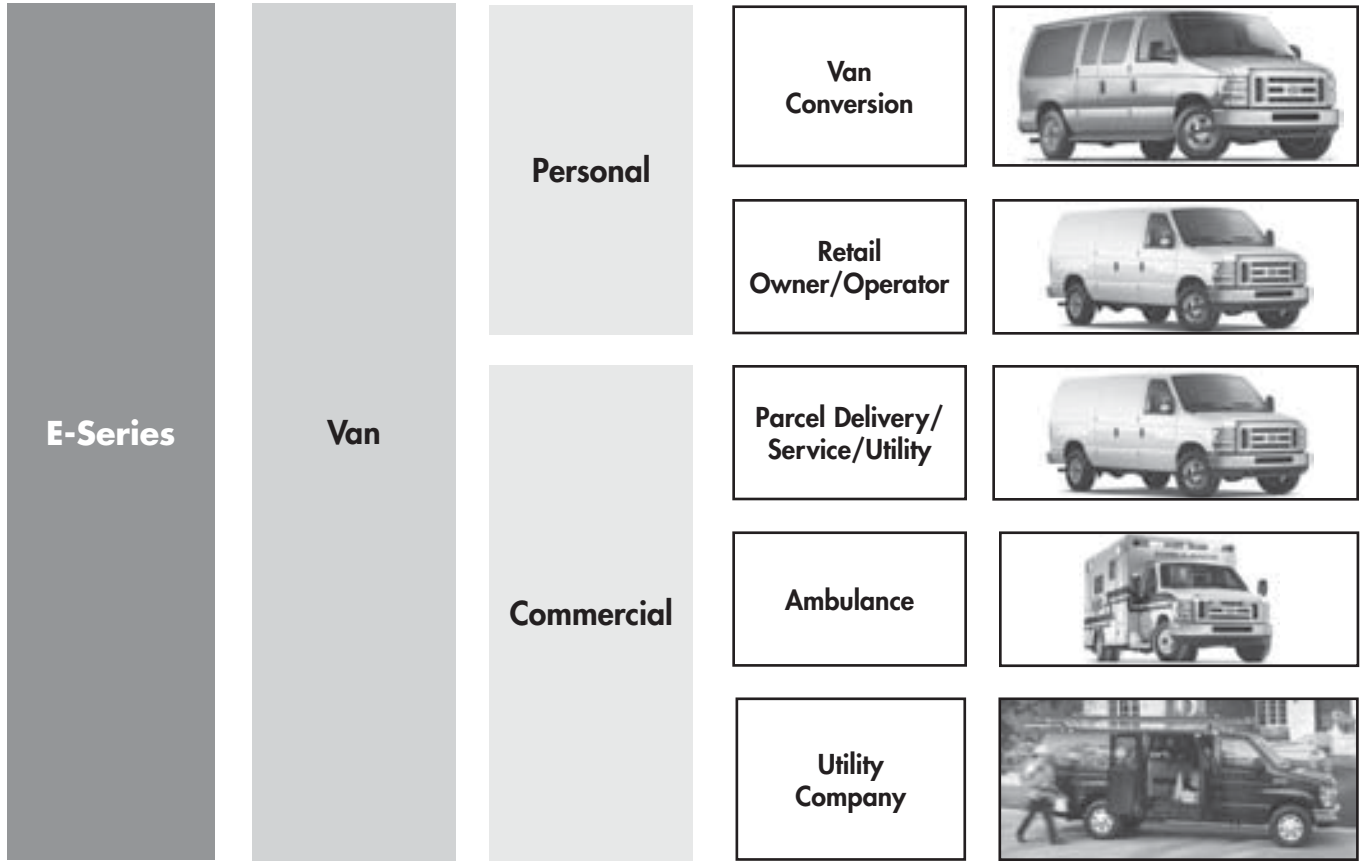 E-Series
Van
Personal
Van
Conversion
Retail
Owner/Operator
Commercial
Parcel Delivery/
Service/Utility
Ambulance
Utility
Company